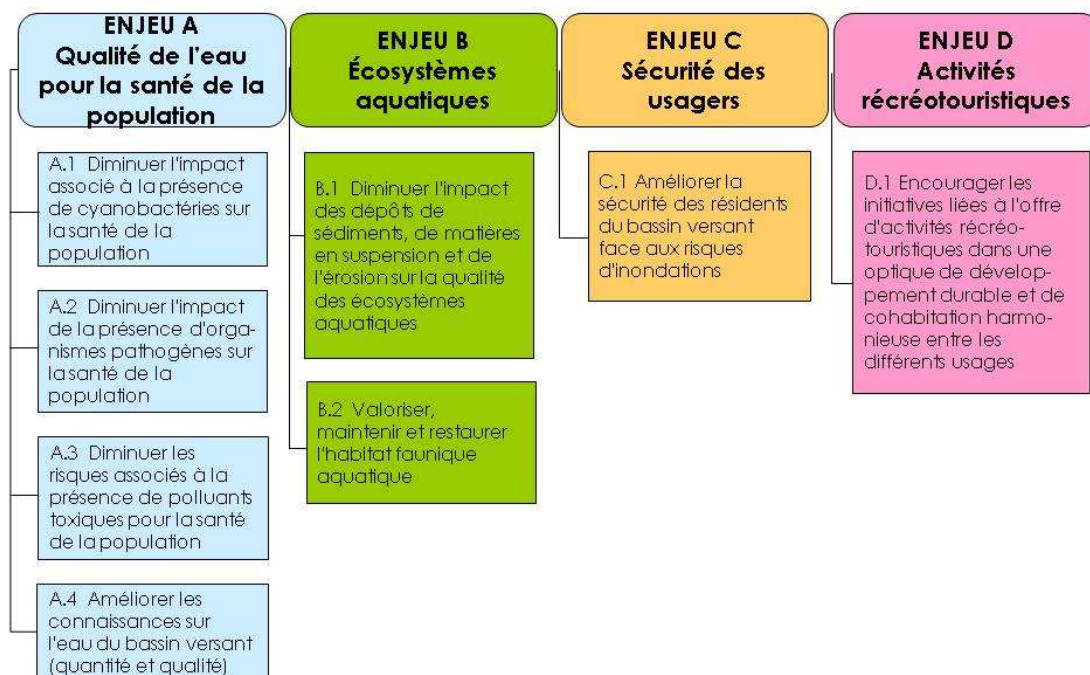 ENJEU A
Qualité de l'eau
pour la santé de la
population
A.1 Diminuer l'impact
associé à la présence
de cyanobactéries sur
la santé de la
population
A.2 Diminuer l'impact
de la présence d'orga-
nismes pathogènes sur
la santé de la
population
A.3 Diminuer les
risques associés à la
présence de polluants
toxiques pour la santé
de la population
A.4 Améliorer les
connaissances sur
l'eau du bassin versant
(quantité et qualité)
ENJEU B
Écosystèmes
aquatiques
B.1 Diminuer l'impact
des dépôts de
sédiments, de matières
en suspension et de
l'érosion sur la qualité
des écosystèmes
aquatiques
B.2 Valoriser,
maintenir et restaurer
l'habitat faunique
aquatique
ENJEU C
Sécurité des
usagers
C.1 Améliorer la
sécurité des résidents
du bassin versant
face aux risques
d'inondations
ENJEU D
Activités
récréotouristiques
D.1 Encourager les
initiatives liées à l'offre
d'activités récréo-
touristiques dans une
optique de dévelop-
pement durable et de
cohabitation harmo-
nieuse entre les
différents usages